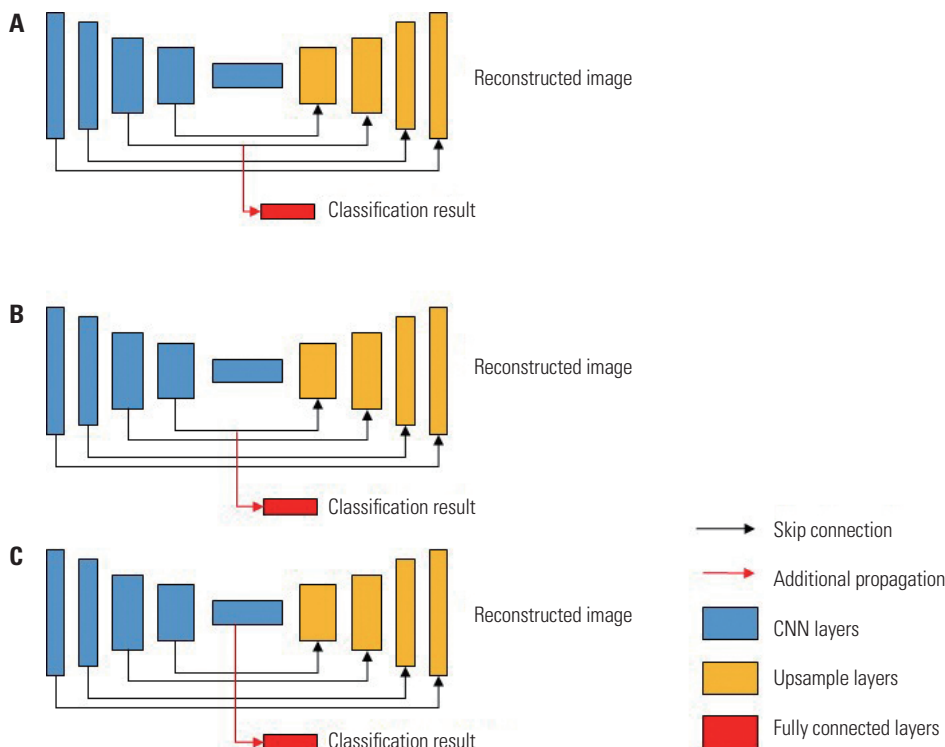 A
Reconstructed image
Classification result
B
Reconstructed image
Classification result
C
Reconstructed image
Classification result
Skip connection
Additional propagation
CNN layers
Upsample layers
Fully connected layers